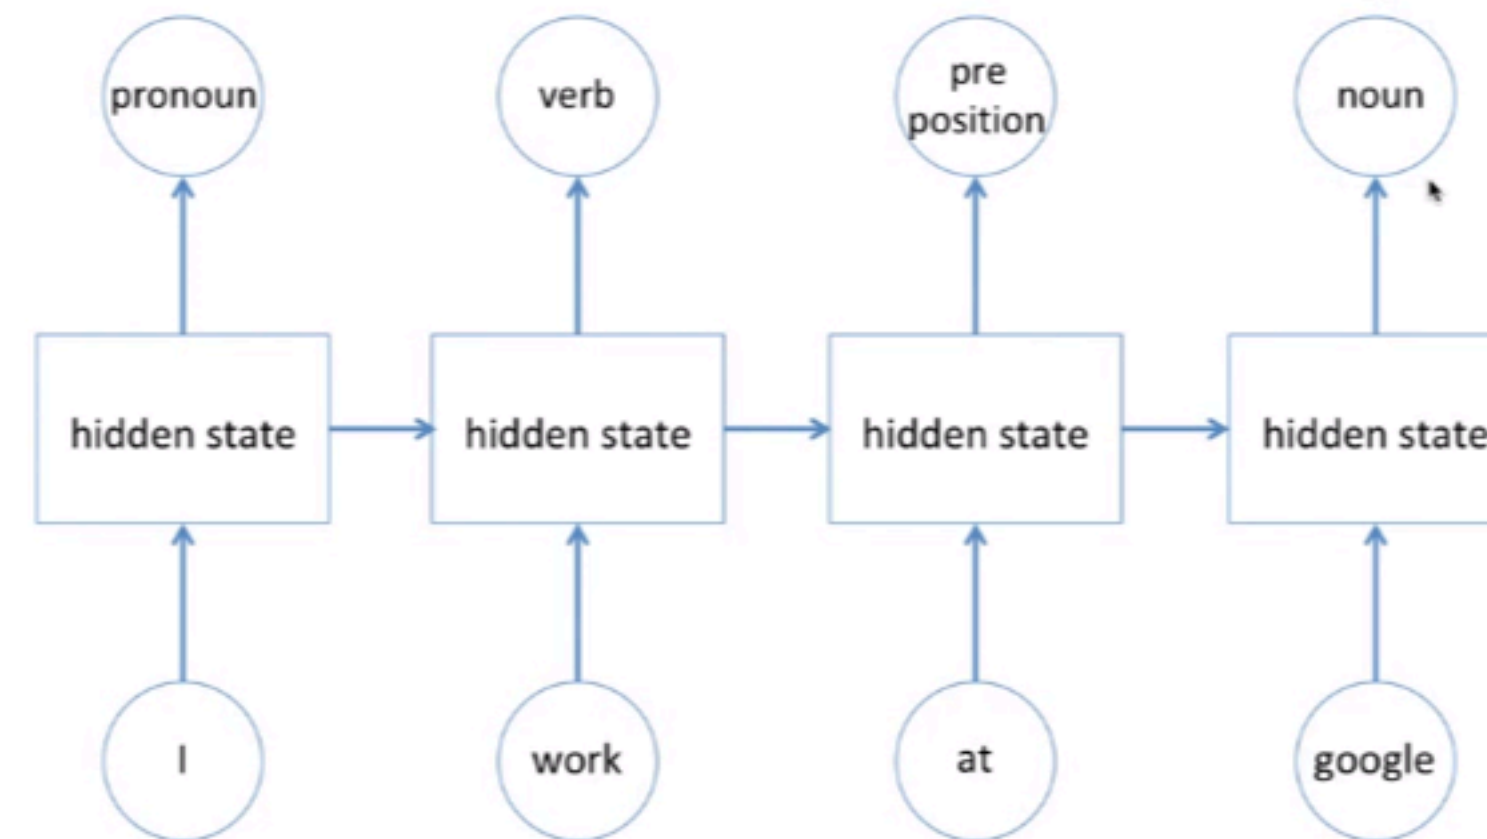 pronoun
verb
pre
position
noun
hidden state
hidden state
hidden state
hidden state
I
work
at
google